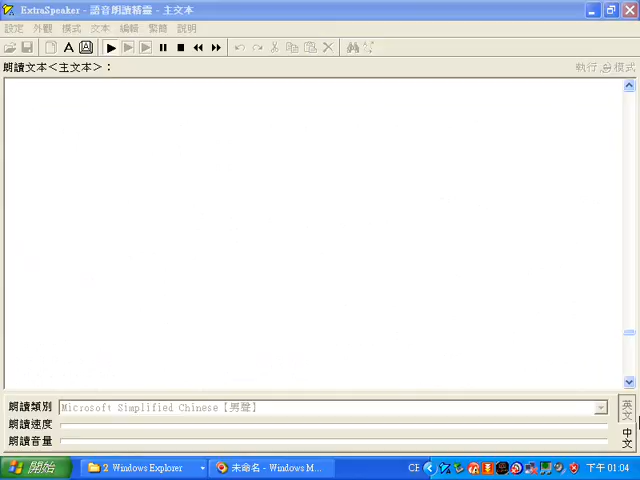 ExtraSpeaker - 語音朗讀精靈 - 主文本
設定 外觀 模式 文本 編輯 繁簡 說明
朗讀文本<主文本>：
執行 模式
朗讀類別 Microsoft Simplified Chinese【男聲】
英文
朗讀速度
中文
朗讀音量
開始 2 Windows Explorer 未命名 - Windows M... CH 下午 01:04